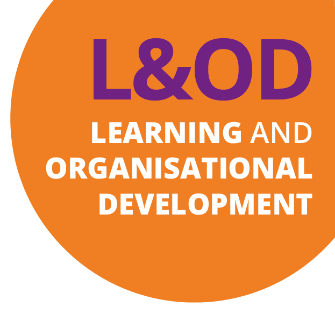 L&OD
LEARNING AND
ORGANISATIONAL
DEVELOPMENT